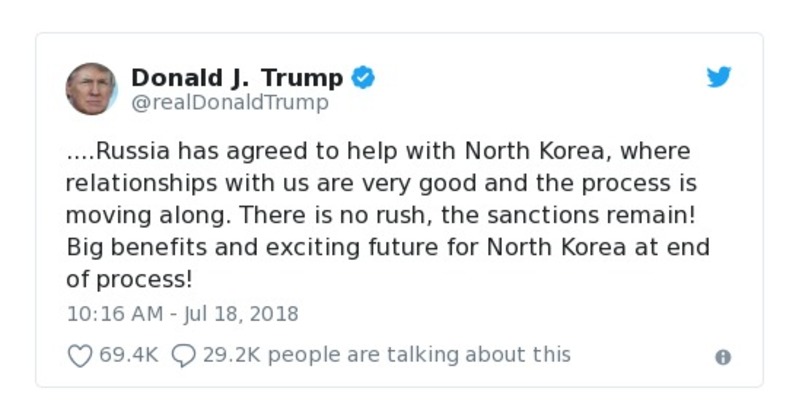 Donald J. Trump
@realDonaldTrump
....Russia has agreed to help with North Korea, where
relationships with us are very good and the process is
moving along. There is no rush, the sanctions remain!
Big benefits and exciting future for North Korea at end
of process!
10:16 AM - Jul 18, 2018
69.4K 29.2K people are talking about this